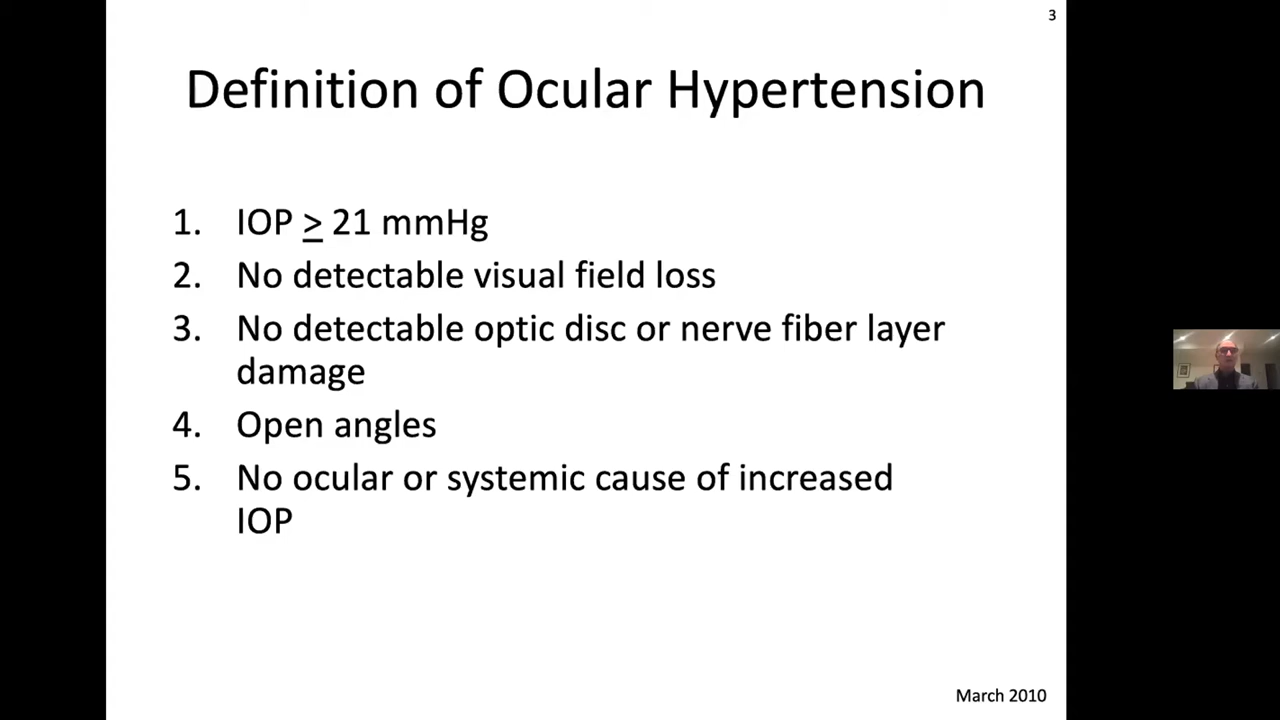 3
Definition of Ocular Hypertension
1. IOP ≥ 21 mmHg
2. No detectable visual field loss
3. No detectable optic disc or nerve fiber layer
damage
4. Open angles
5. No ocular or systemic cause of increased
IOP
March 2010